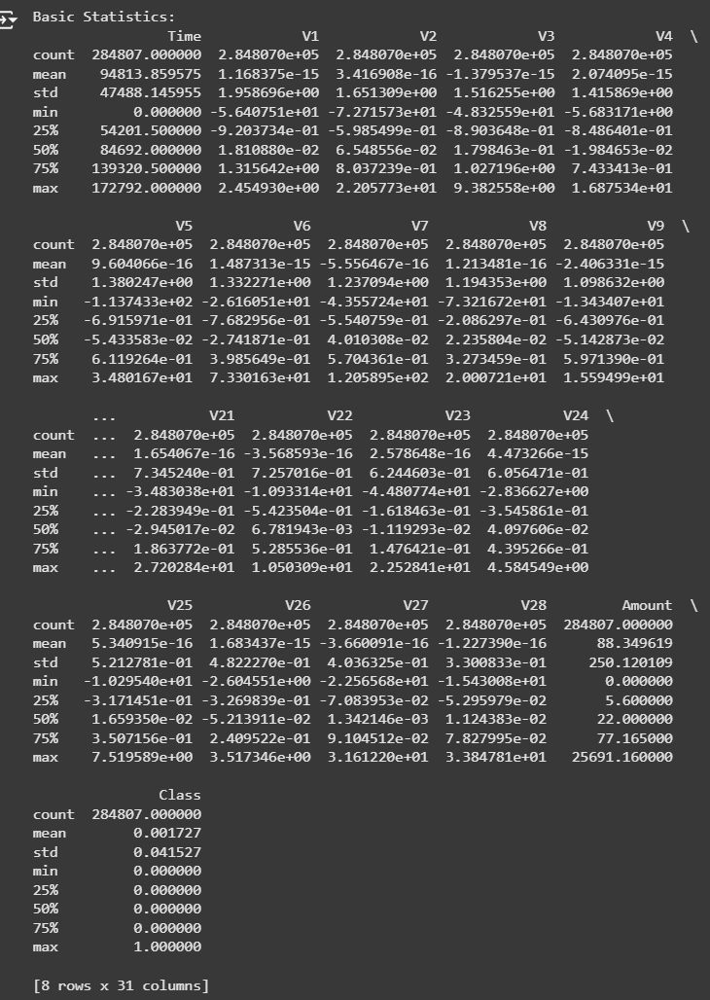 Basic Statistics:
Time V1 V2 V3 V4 \
count 284807.000000 2.848070e+05 2.848070e+05 2.848070e+05 2.848070e+05
mean 94813.859575 1.168375e-15 3.416908e-16 -1.379537e-15 2.074095e-15
std 47488.145955 1.958696e+00 1.651309e+00 1.516255e+00 1.415869e+00
min 0.000000 -5.640751e+01 -7.271573e+01 -4.832559e+01 -5.683171e+00
25% 54201.500000 -9.203734e-01 -5.985499e-01 -8.903648e-01 -8.486401e-01
50% 84692.000000 1.810880e-02 6.548556e-02 1.798463e-01 -1.984653e-02
75% 139320.500000 1.315642e+00 8.037239e-01 1.027196e+00 7.433413e-01
max 172792.000000 2.454930e+00 2.205773e+01 9.382558e+00 1.687534e+01
V5 V6 V7 V8 V9 \
count 2.848070e+05 2.848070e+05 2.848070e+05 2.848070e+05 2.848070e+05
mean 9.604066e-16 1.487313e-15 -5.556467e-16 1.213481e-16 -2.406331e-15
std 1.380247e+00 1.332271e+00 1.237094e+00 1.194353e+00 1.098632e+00
min -1.137433e+02 -2.616051e+01 -4.355724e+01 -7.321672e+01 -1.343407e+01
25% -6.915971e-01 -7.682956e-01 -5.540759e-01 -2.086297e-01 -6.430976e-01
50% -5.433583e-02 -2.741871e-01 4.010308e-02 2.235804e-02 -5.142873e-02
75% 6.119264e-01 3.985649e-01 5.704361e-01 3.273459e-01 5.971390e-01
max 3.480167e+01 7.330163e+01 1.205895e+02 2.000721e+01 1.559499e+01
... V21 V22 V23 V24 \
count ... 2.848070e+05 2.848070e+05 2.848070e+05 2.848070e+05
mean ... 1.654067e-16 -3.568593e-16 2.578648e-16 4.473266e-15
std ... 7.345240e-01 7.257016e-01 6.244603e-01 6.056471e-01
min ... -3.483038e+01 -1.093314e+01 -4.480774e+01 -2.836627e+00
25% ... -2.283949e-01 -5.423504e-01 -1.618463e-01 -3.545861e-01
50% ... -2.945017e-02 6.781943e-03 -1.119293e-02 4.097606e-02
75% ... 1.863772e-01 5.285536e-01 1.476421e-01 4.395266e-01
max ... 2.720284e+01 1.050309e+01 2.252841e+01 4.584549e+00
V25 V26 V27 V28 Amount \
count 2.848070e+05 2.848070e+05 2.848070e+05 2.848070e+05 284807.000000
mean 5.340915e-16 1.683437e-15 -3.660091e-16 -1.227390e-16 88.349619
std 5.212781e-01 4.822270e-01 4.036325e-01 3.300833e-01 250.120109
min -1.029540e+01 -2.604551e+00 -2.256568e+01 -1.543008e+01 0.000000
25% -3.171451e-01 -3.269839e-01 -7.083953e-02 -5.295979e-02 5.600000
50% 1.659350e-02 -5.213911e-02 1.342146e-03 1.124383e-02 22.000000
75% 3.507156e-01 2.409522e-01 9.104512e-02 7.827995e-02 77.165000
max 7.519589e+00 3.517346e+00 3.161220e+01 3.384781e+01 25691.160000
Class
count 284807.000000
mean 0.001727
std 0.041527
min 0.000000
25% 0.000000
50% 0.000000
75% 0.000000
max 1.000000
[8 rows x 31 columns]